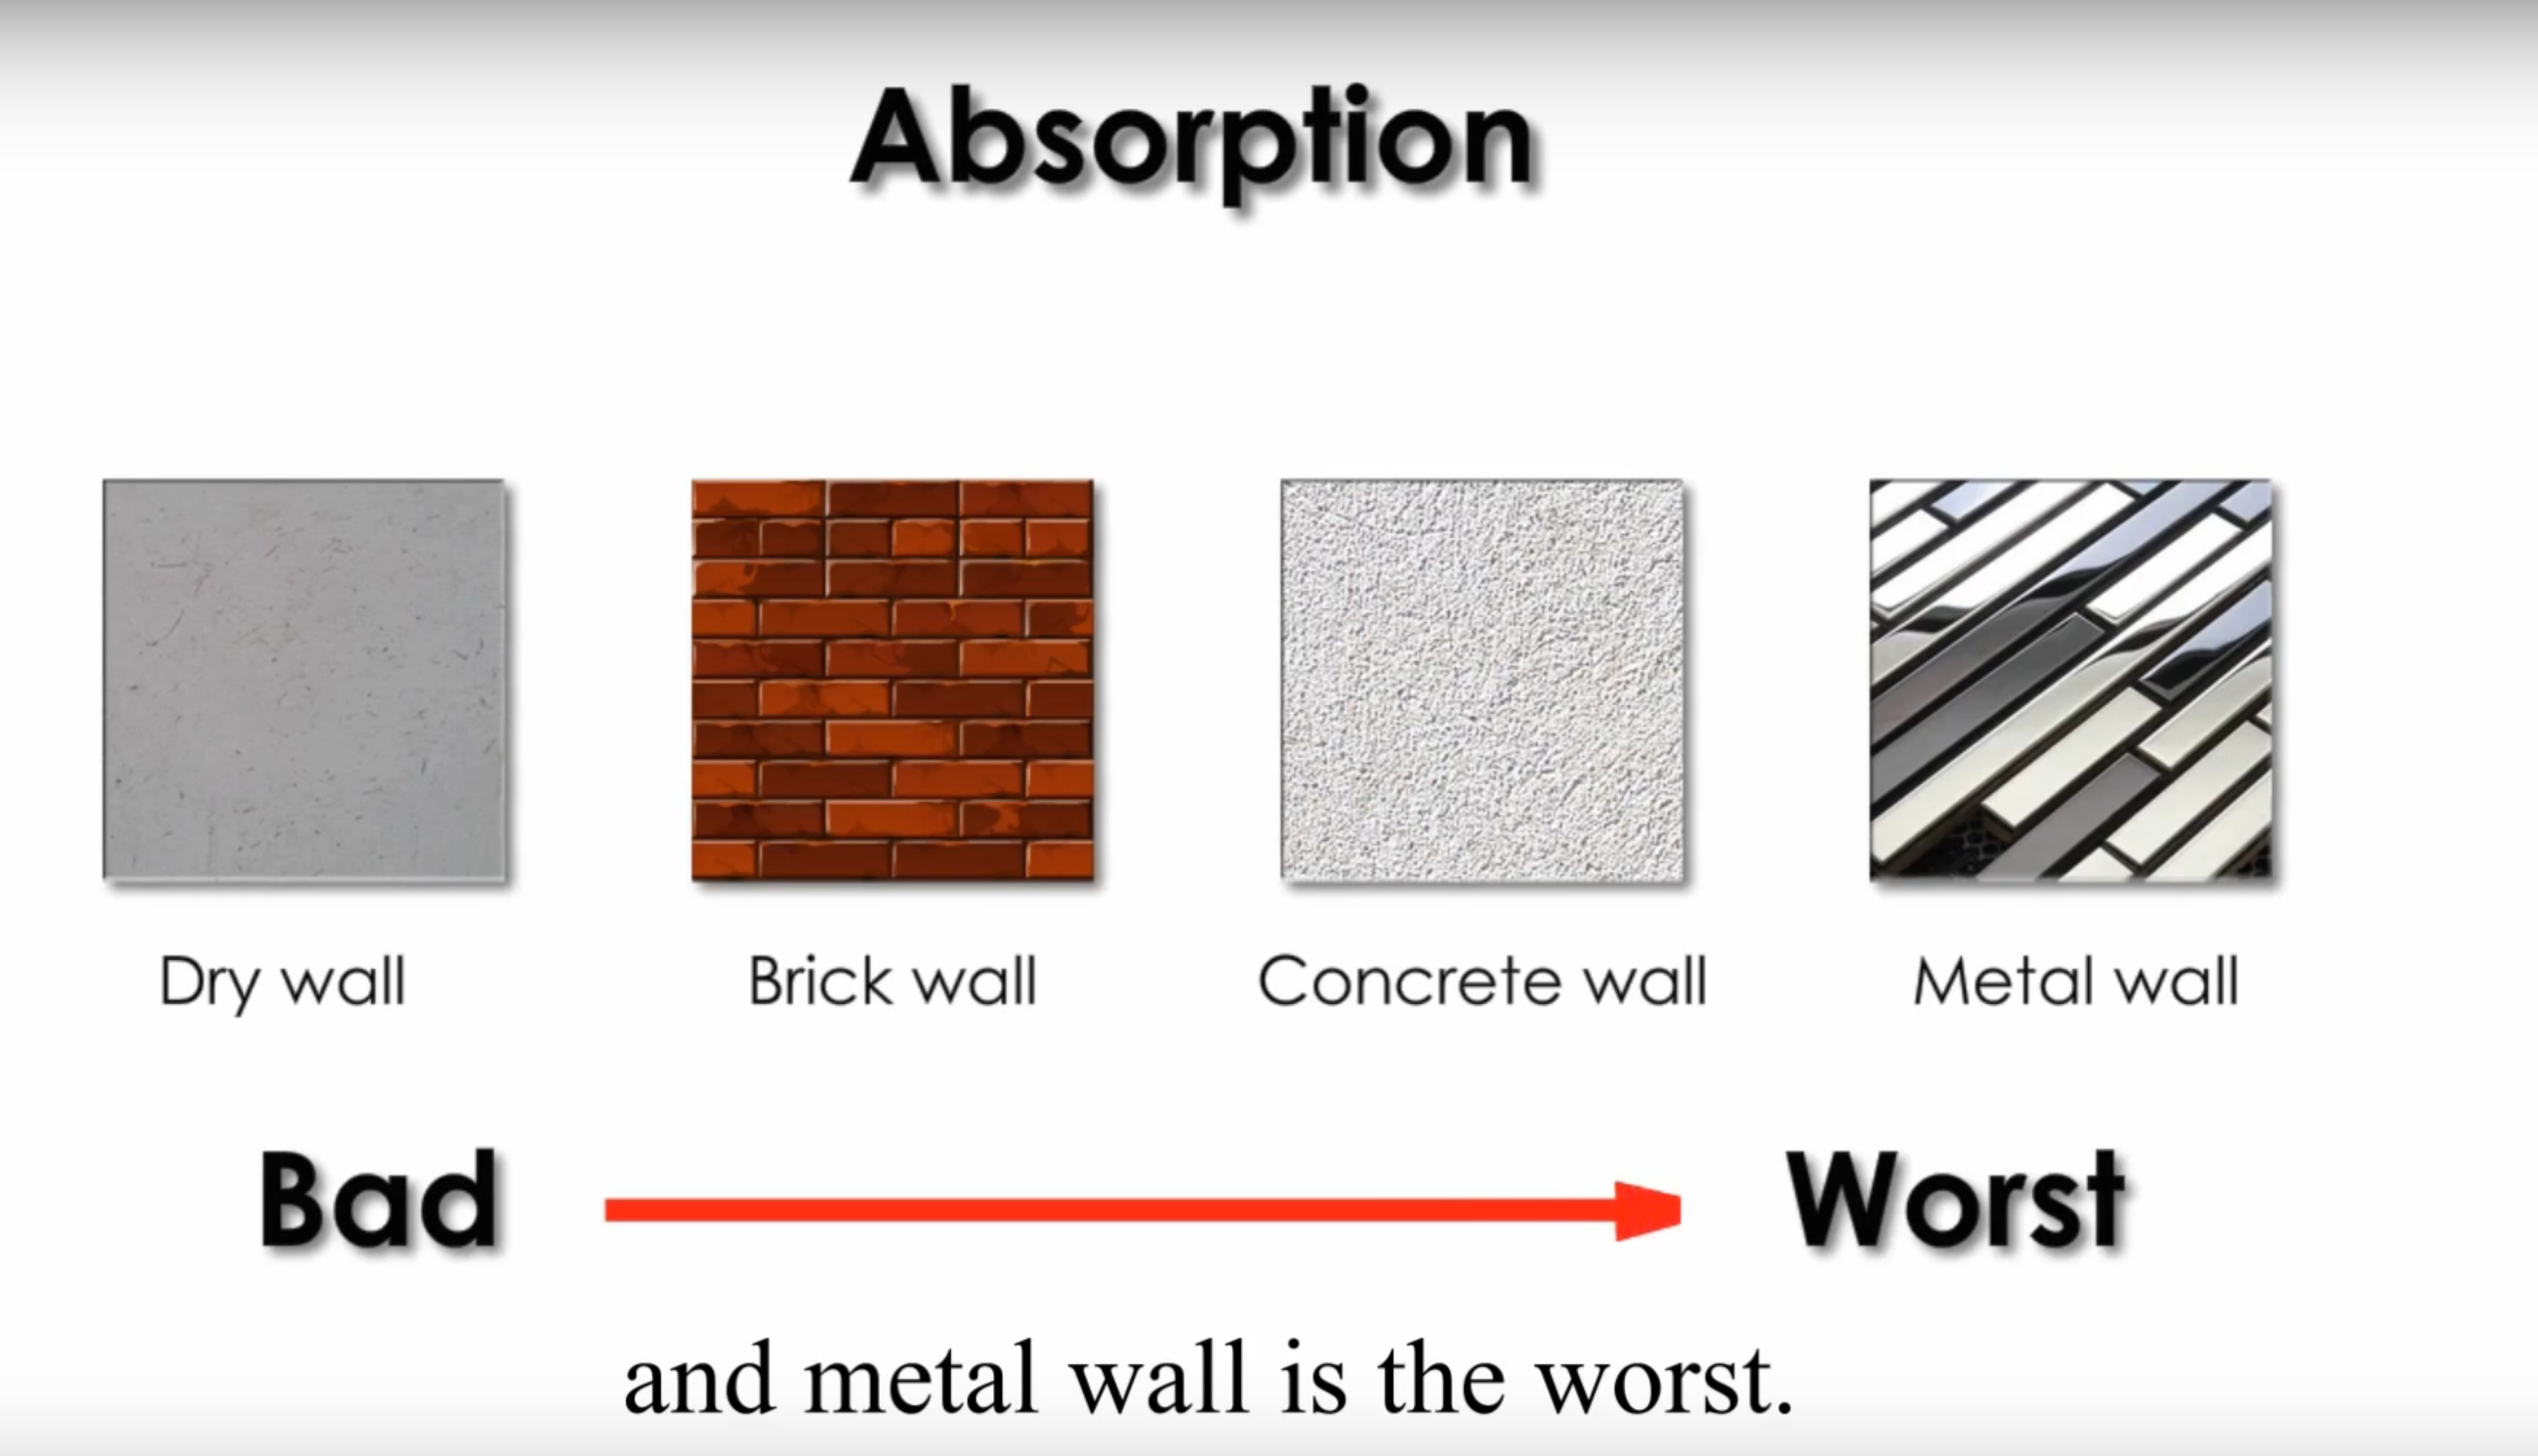 Absorption
Dry wall
Brick wall
Concrete wall
Metal wall
Bad
Worst
and metal wall is the worst.